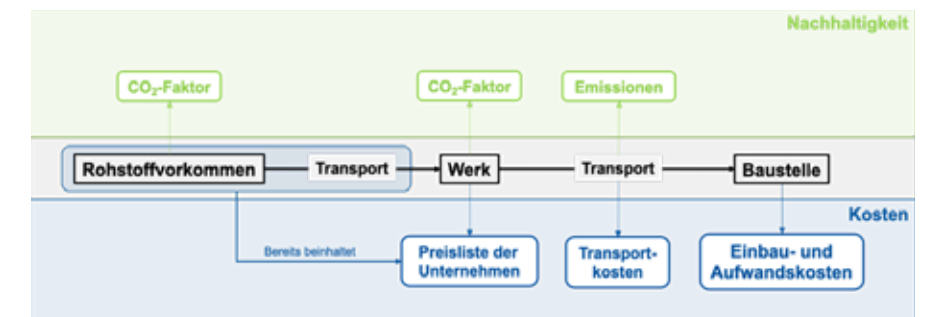 Nachhaltigkeit
CO₂-Faktor
CO₂-Faktor
Emissionen
Rohstoffvorkommen
Transport
Werk
Transport
Baustelle
Kosten
Bereits beinhaltet
Preisliste der
Unternehmen
Transport-
kosten
Einbau- und
Aufwandskosten